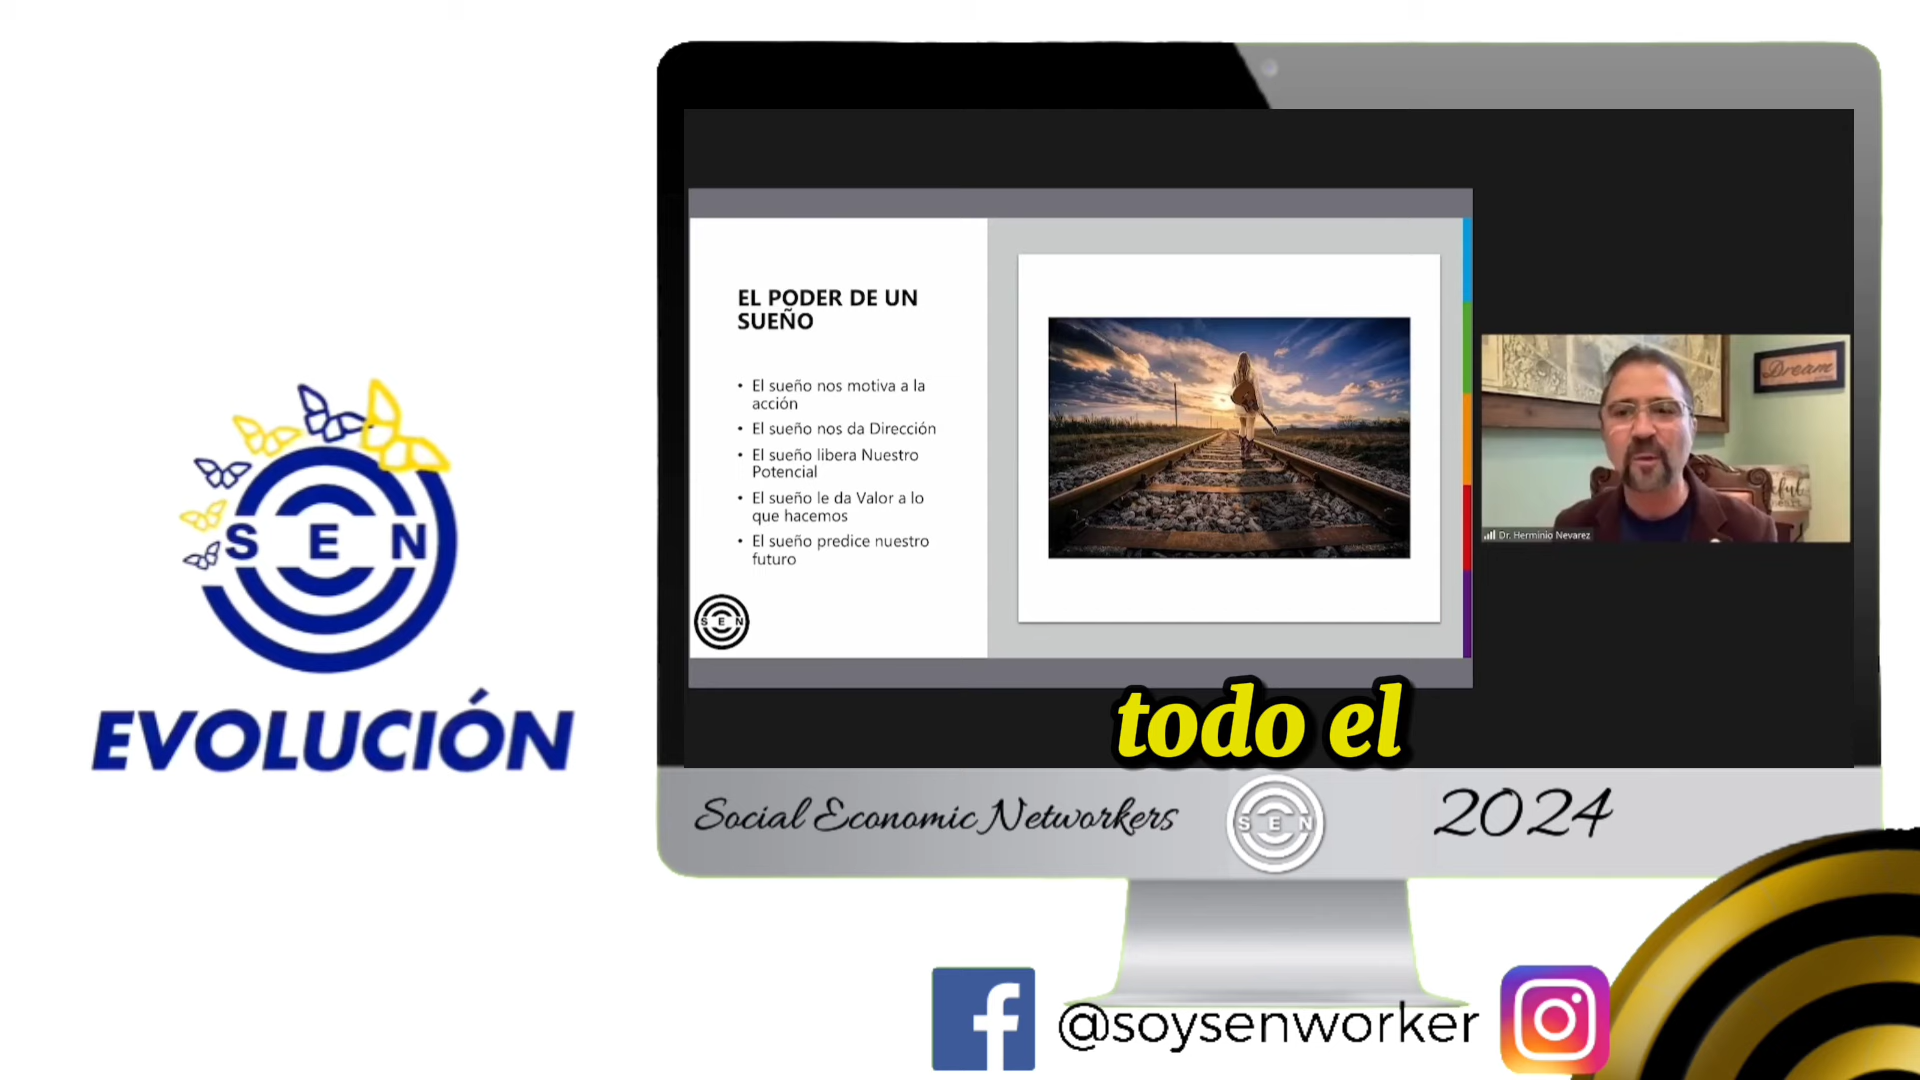 S E N
EVOLUCIÓN
EL PODER DE UN
SUEÑO
• El sueño nos motiva a la
acción
• El sueño nos da Dirección
• El sueño libera Nuestro
Potencial
• El sueño le da Valor a lo
que hacemos
• El sueño predice nuestro
futuro
S E N
Dream
Dr. Herminio Nevarez
todo el
Social Economic Networkers
S E N
2024
@soysenworker